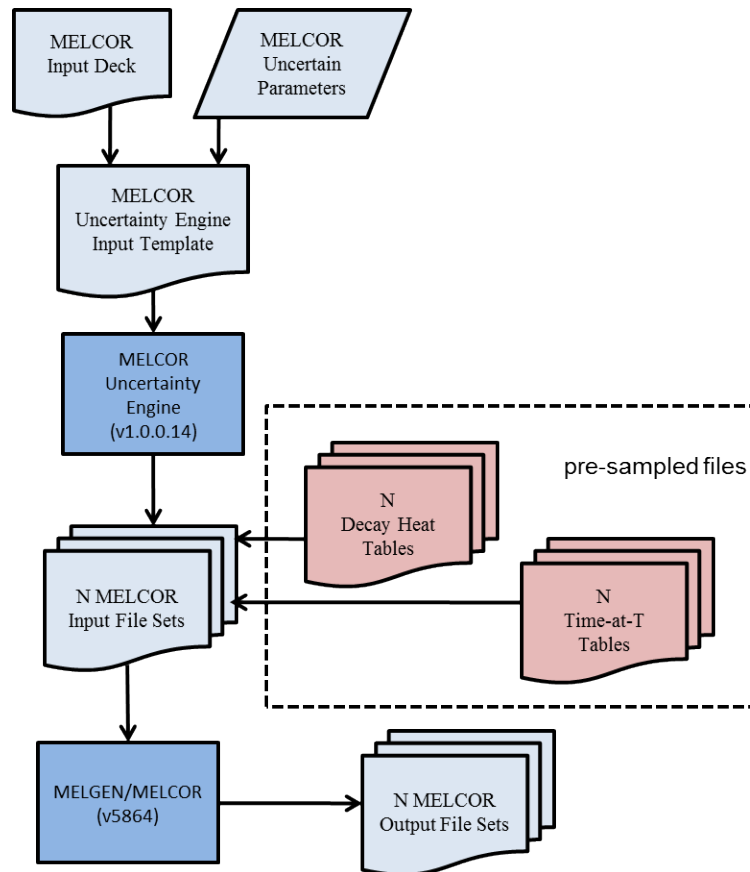 MELCOR
Input Deck
MELCOR
Uncertain
Parameters
MELCOR
Uncertainty Engine
Input Template
MELCOR
Uncertainty
Engine
(v1.0.0.14)
pre-sampled files
N
Decay Heat
Tables
N
Time-at-T
Tables
N MELCOR
Input File Sets
MELGEN/MELCOR
(v5864)
N MELCOR
Output File Sets